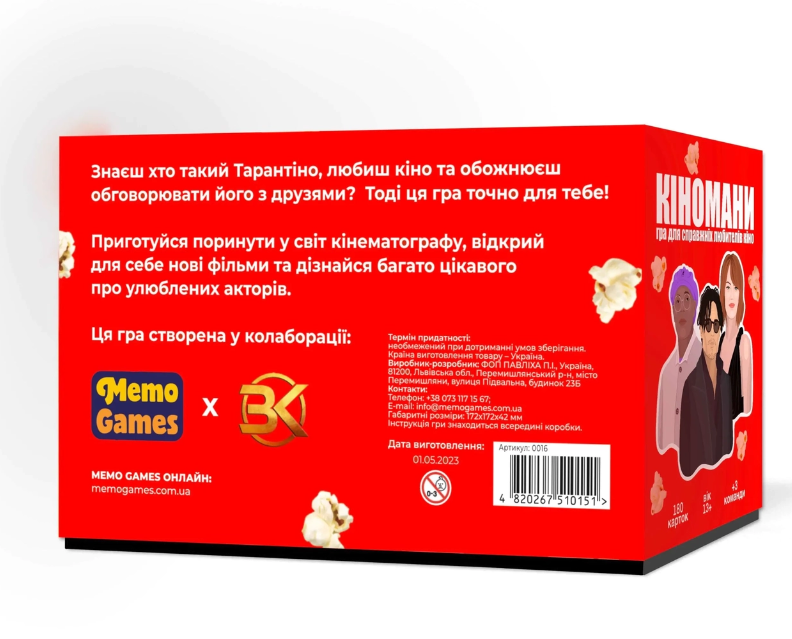 Знаєш хто такий Тарантіно, любиш кіно та обожнюєш
обговорювати його з друзями? Тоді ця гра точно для тебе!
Приготуйся поринути у світ кінематографу, відкрий
для себе нові фільми та дізнайся багато цікавого
про улюблених акторів.
Ця гра створена у колаборації:
Memo
Games
X
ВК
MEMO GAMES ОНЛАЙН:
memogames.com.ua
Термін придатності:
необмежений при дотриманні умов зберігання.
Країна виготовлення товару – Україна.
Виробник-розробник: ФОП ПАВЛІХА П.І., Україна,
81200, Львівська обл., Перемишлянський р-н, місто
Перемишляни, вулиця Підвальна, будинок 23Б
Контакти:
Телефон: +38 073 117 15 67;
E-mail: info@memogames.com.ua
Габаритні розміри: 172х172х42 мм
Інструкція гри знаходиться всередині коробки.
Дата виготовлення:
01.05.2023
0-3
Артикул: 0016
4 820267 510151 >
КІНОМАНИ
гра для справжніх любителів кіно
180
карток
вік
13+
+3
команди